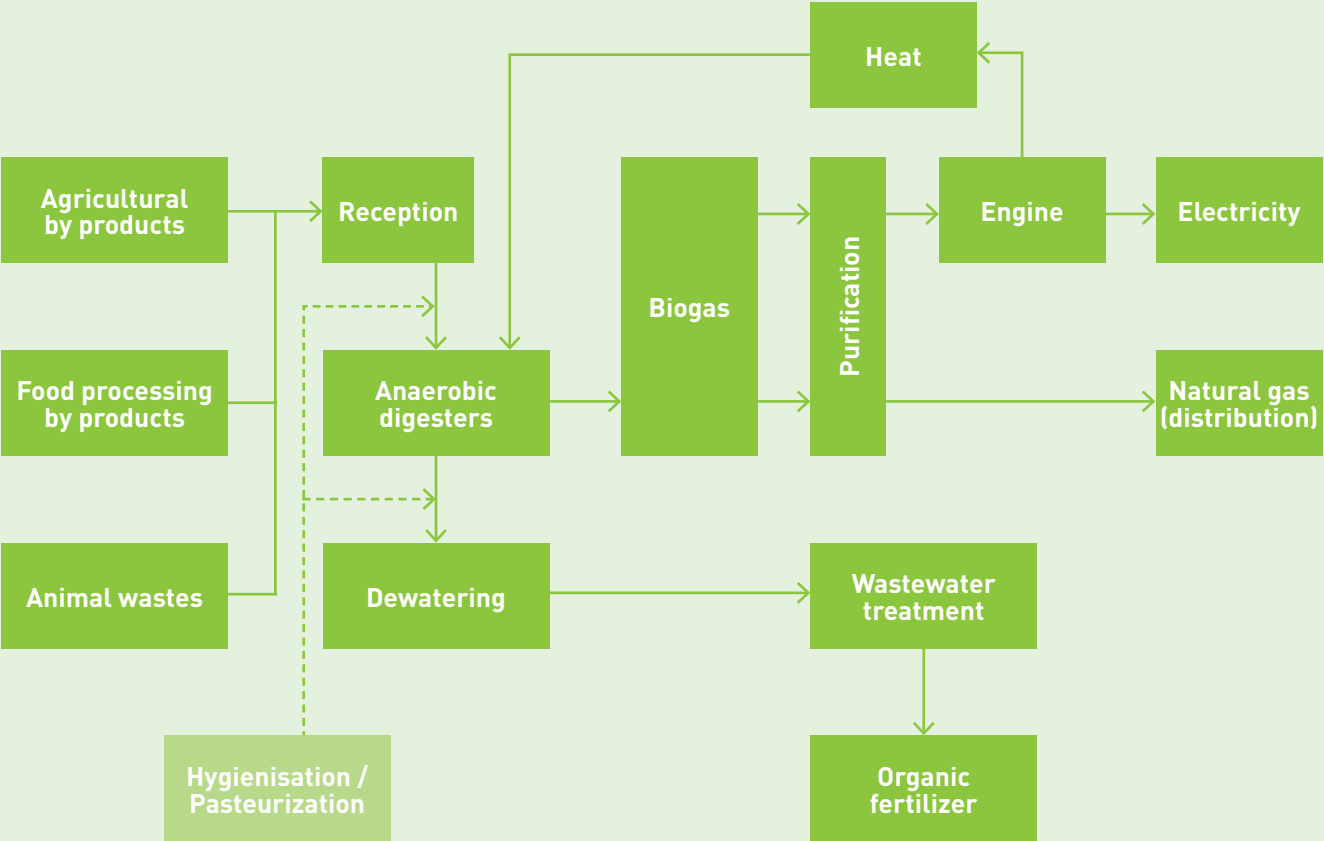 Heat
Agricultural
by products
Reception
Engine
Electricity
Biogas
Purification
Food processing
by products
Anaerobic
digesters
Natural gas
(distribution)
Animal wastes
Dewatering
Wastewater
treatment
Hygienisation /
Pasteurization
Organic
fertilizer